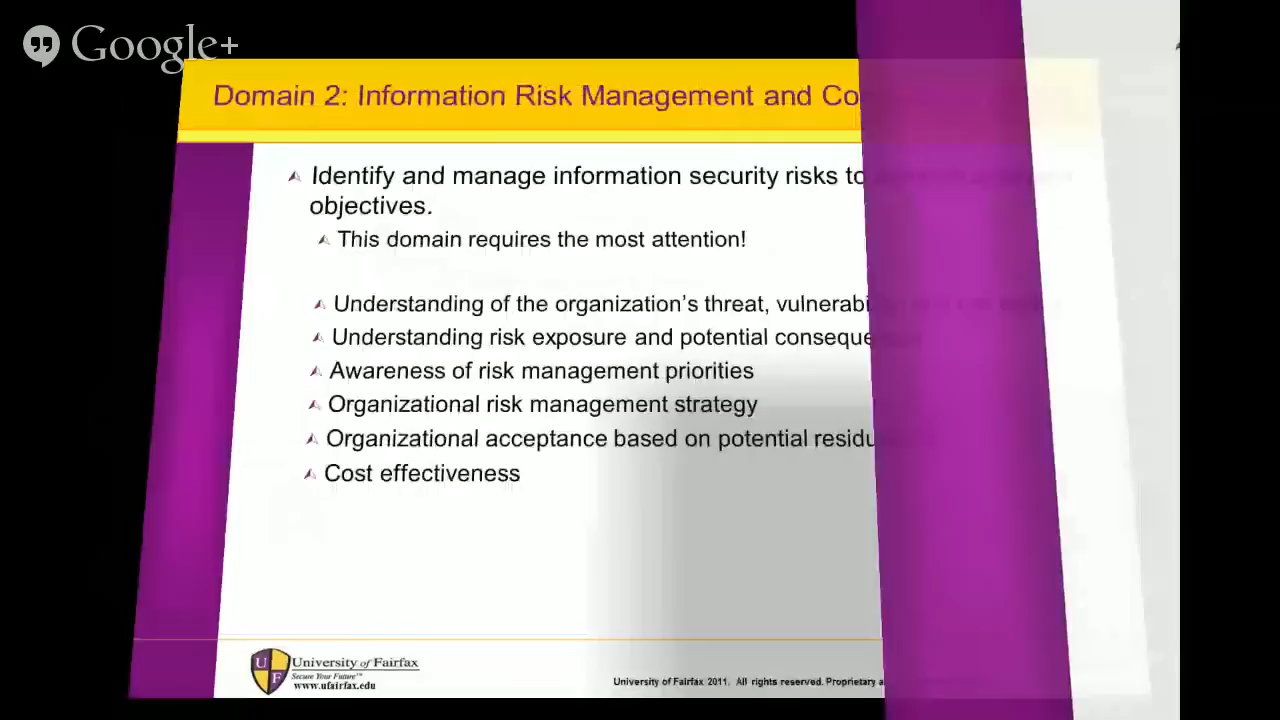 Google+
Domain 2: Information Risk Management and Co
Identify and manage information security risks to
objectives.
This domain requires the most attention!
Understanding of the organization's threat, vulnerabi
Understanding risk exposure and potential conseque
Awareness of risk management priorities
Organizational risk management strategy
Organizational acceptance based on potential residu
Cost effectiveness
U
F
University of Fairfax
Secure Your Future™
www.ufairfax.edu
University of Fairfax 2011. All rights reserved. Proprietary a